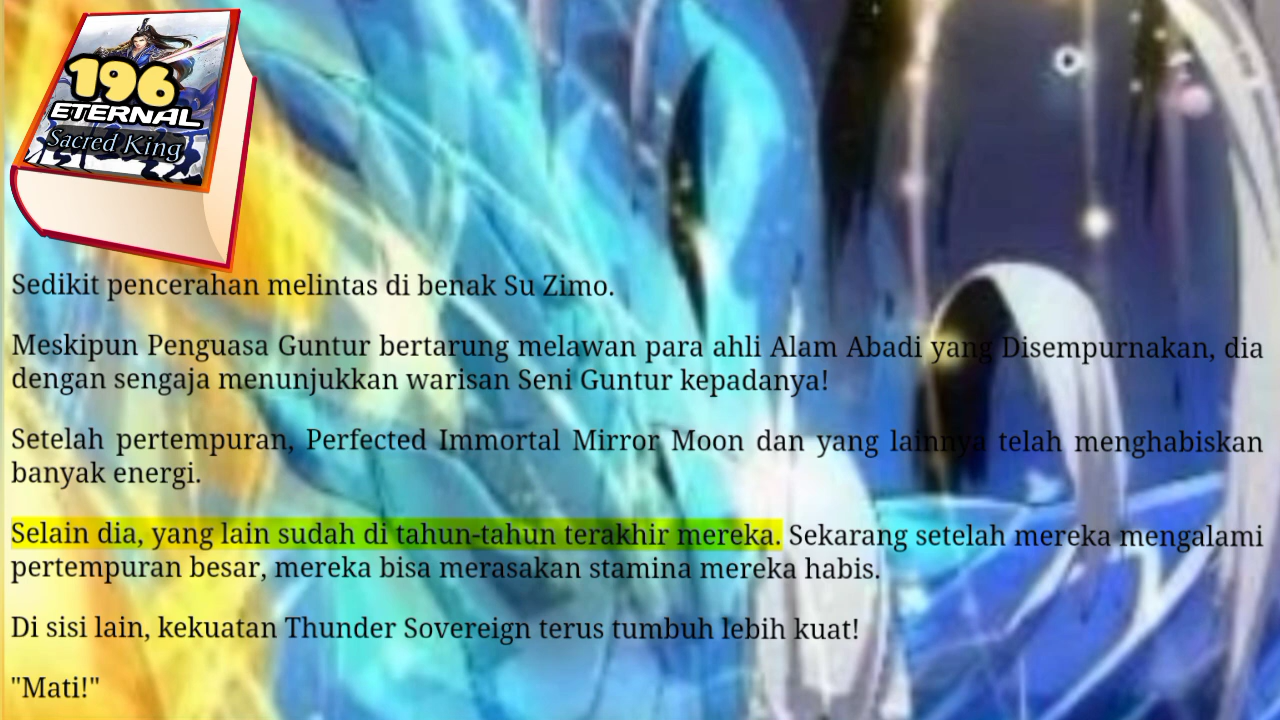 196
ETERNAL
Sacred King
Sedikit pencerahan melintas di benak Su Zimo.
Meskipun Penguasa Guntur bertarung melawan para ahli Alam Abadi yang Disempurnakan, dia
dengan sengaja menunjukkan warisan Seni Guntur kepadanya!
Setelah pertempuran, Perfected Immortal Mirror Moon dan yang lainnya telah menghabiskan
banyak energi.
Selain dia, yang lain sudah di tahun-tahun terakhir mereka. Sekarang setelah mereka mengalami
pertempuran besar, mereka bisa merasakan stamina mereka habis.
Di sisi lain, kekuatan Thunder Sovereign terus tumbuh lebih kuat!
"Mati!"